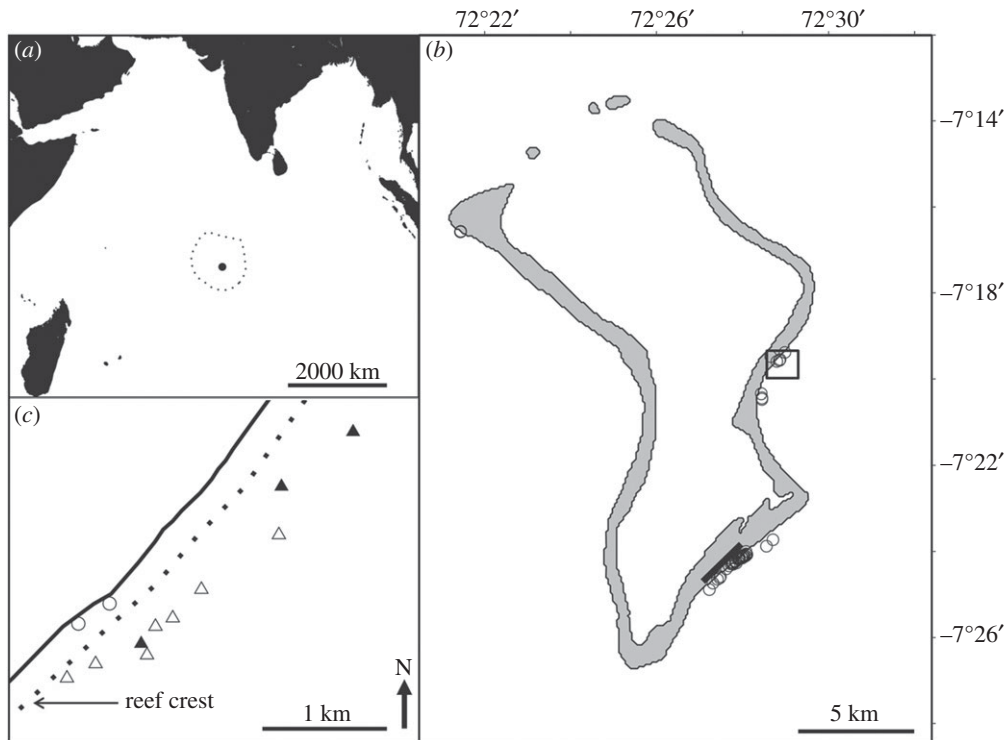 72°22′ 72°26′ 72°30′
(a)
(b)
–7°14′
–7°18′
2000 km
(c)
–7°22′
–7°26′
N
reef crest
1 km
5 km